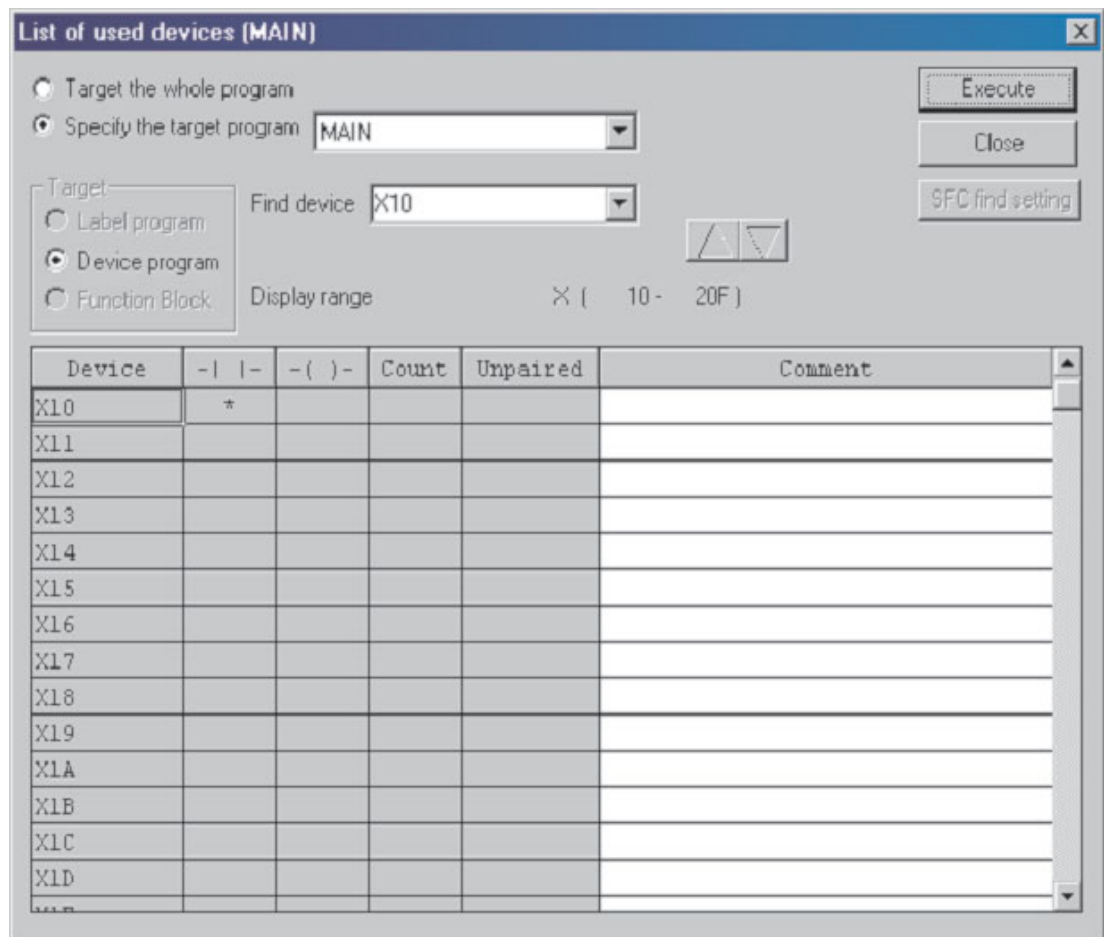 List of used devices (MAIN)
Target the whole program
Specify the target program MAIN
Execute
Close
SFC find setting
Target
Label program
Device program
Function Block
Find device X10
Display range X ( 10 - 20F )
Device -| |- -( )- Count Unpaired Comment
X10 *
X11
X12
X13
X14
X15
X16
X17
X18
X19
X1A
X1B
X1C
X1D